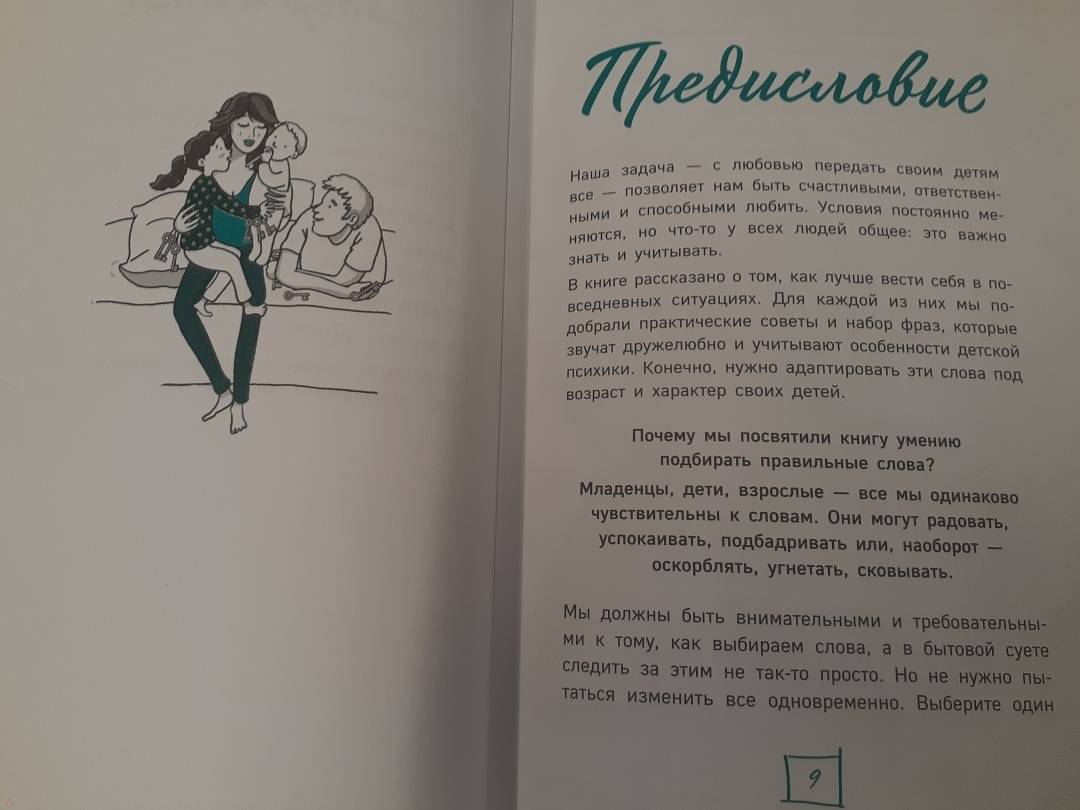 Предисловие
Наша задача — с любовью передать своим детям
все — позволяет нам быть счастливыми, ответствен-
ными и способными любить. Условия постоянно ме-
няются, но что-то у всех людей общее: это важно
знать и учитывать.
В книге рассказано о том, как лучше вести себя в по-
вседневных ситуациях. Для каждой из них мы по-
добрали практические советы и набор фраз, которые
звучат дружелюбно и учитывают особенности детской
психики. Конечно, нужно адаптировать эти слова под
возраст и характер своих детей.
Почему мы посвятили книгу умению
подбирать правильные слова?
Младенцы, дети, взрослые — все мы одинаково
чувствительны к словам. Они могут радовать,
успокаивать, подбадривать или, наоборот —
оскорблять, угнетать, сковывать.
Мы должны быть внимательными и требовательны-
ми к тому, как выбираем слова, а в бытовой суете
следить за этим не так-то просто. Но не нужно пы-
таться изменить все одновременно. Выберите один
9